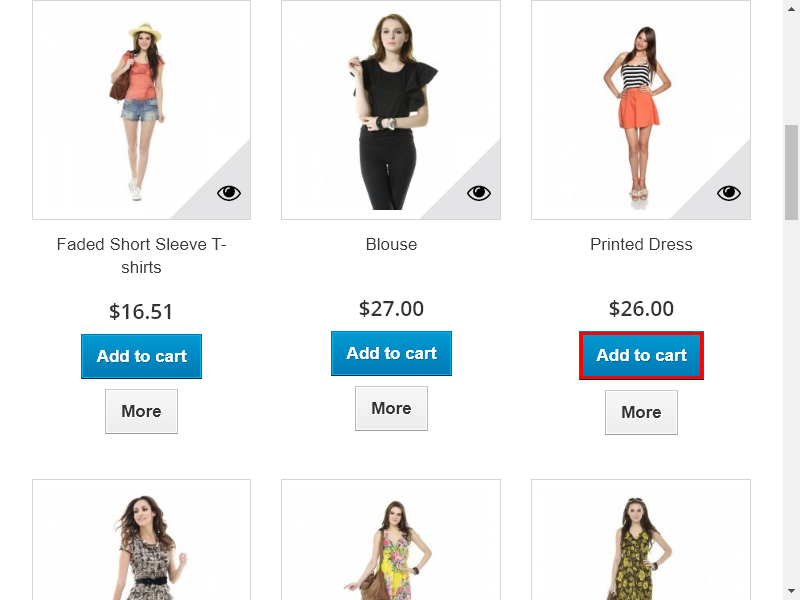 Faded Short Sleeve T-
shirts
$16.51
Add to cart
More
Blouse
$27.00
Add to cart
More
Printed Dress
$26.00
Add to cart
More